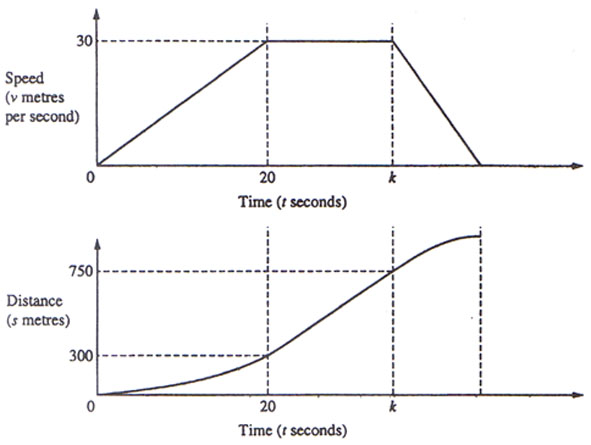 30
Speed
(v metres
per second)
0
20
k
Time (t seconds)
750
Distance
(s metres)
300
0
20
k
Time (t seconds)